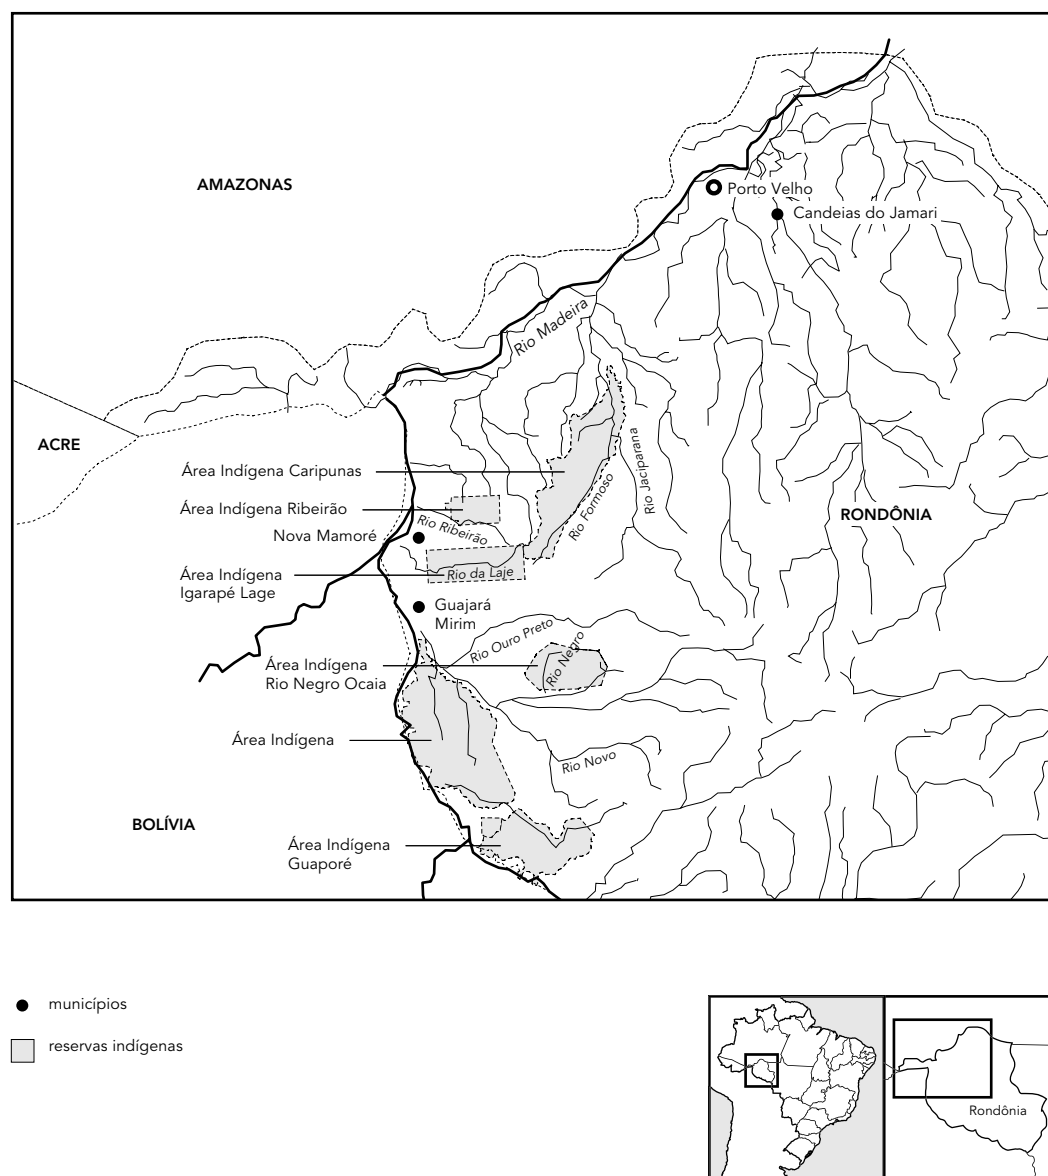 AMAZONAS
Porto Velho
Candeias do Jamari
Rio Madeira
ACRE
Rio Jaciparana
Área Indígena Caripunas
Rio Formoso
Área Indígena Ribeirão
RONDÔNIA
Rio Ribeirão
Nova Mamoré
Área Indígena
Igarapé Lage
Rio da Laje
Guajará
Mirim
Rio Ouro Preto
Rio Negro
Área Indígena
Rio Negro Ocaia
Área Indígena
Rio Novo
BOLÍVIA
Área Indígena
Guaporé
municípios
reservas indígenas
Rondônia